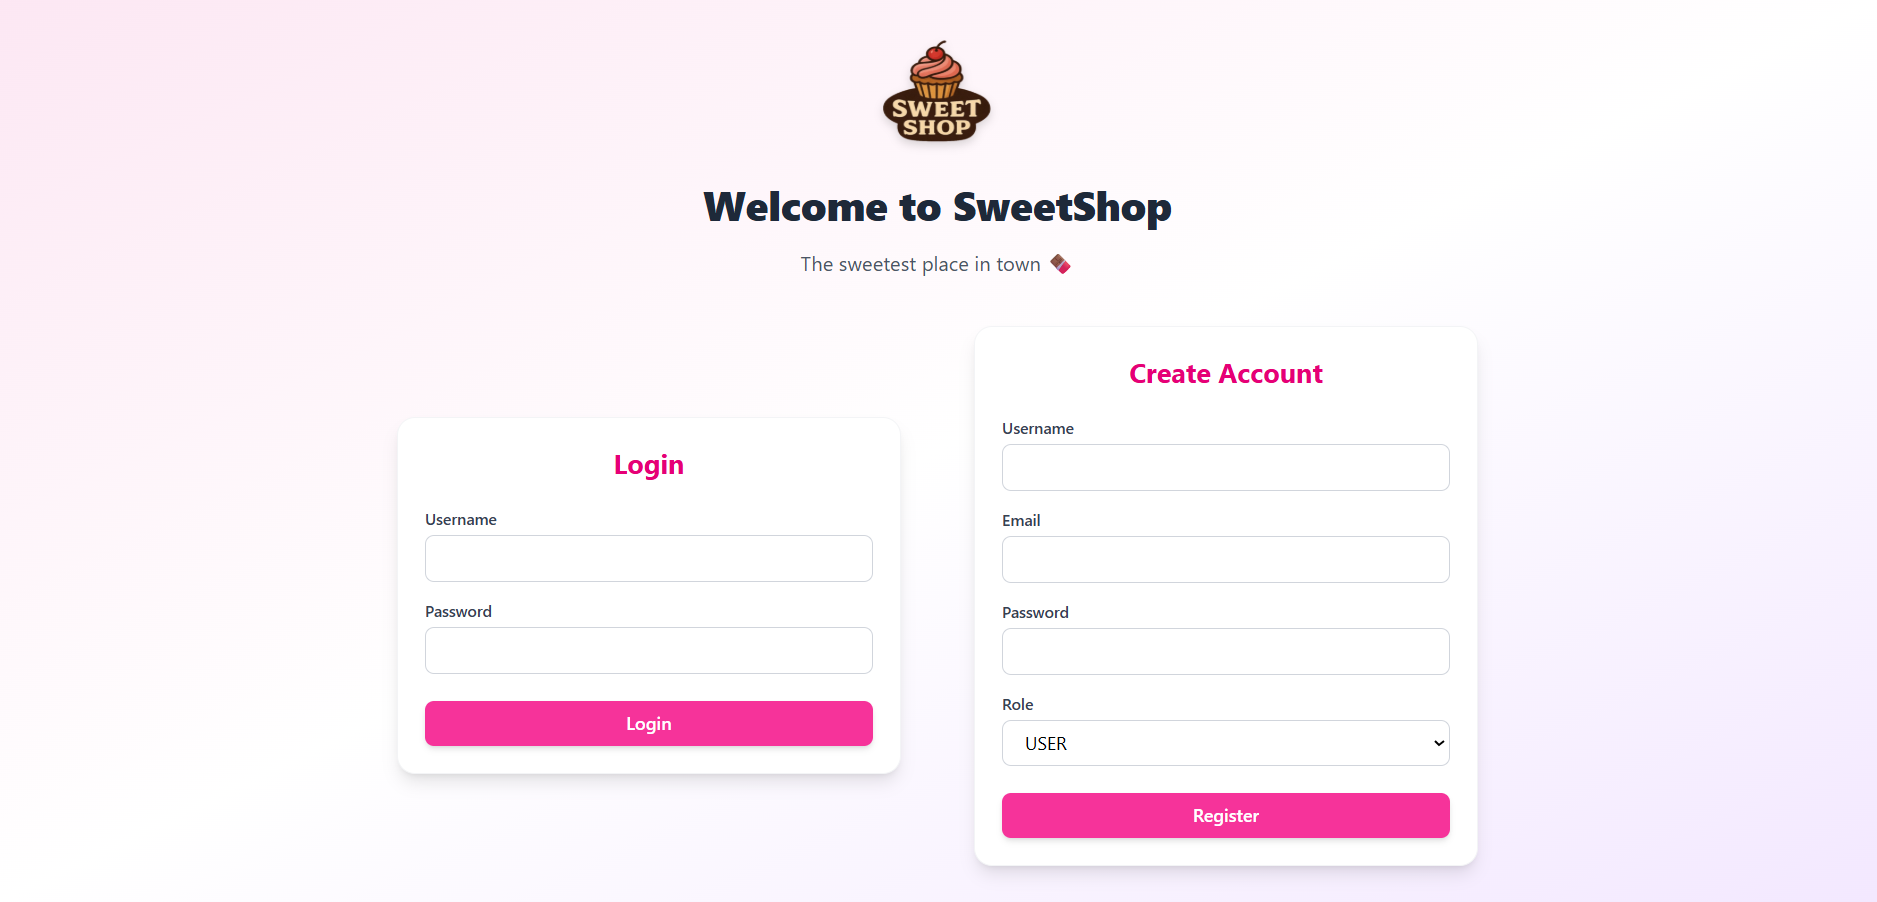 SWEET
SHOP
Welcome to SweetShop
The sweetest place in town 🍫
Login
Username
Password
Login
Create Account
Username
Email
Password
Role
USER
Register